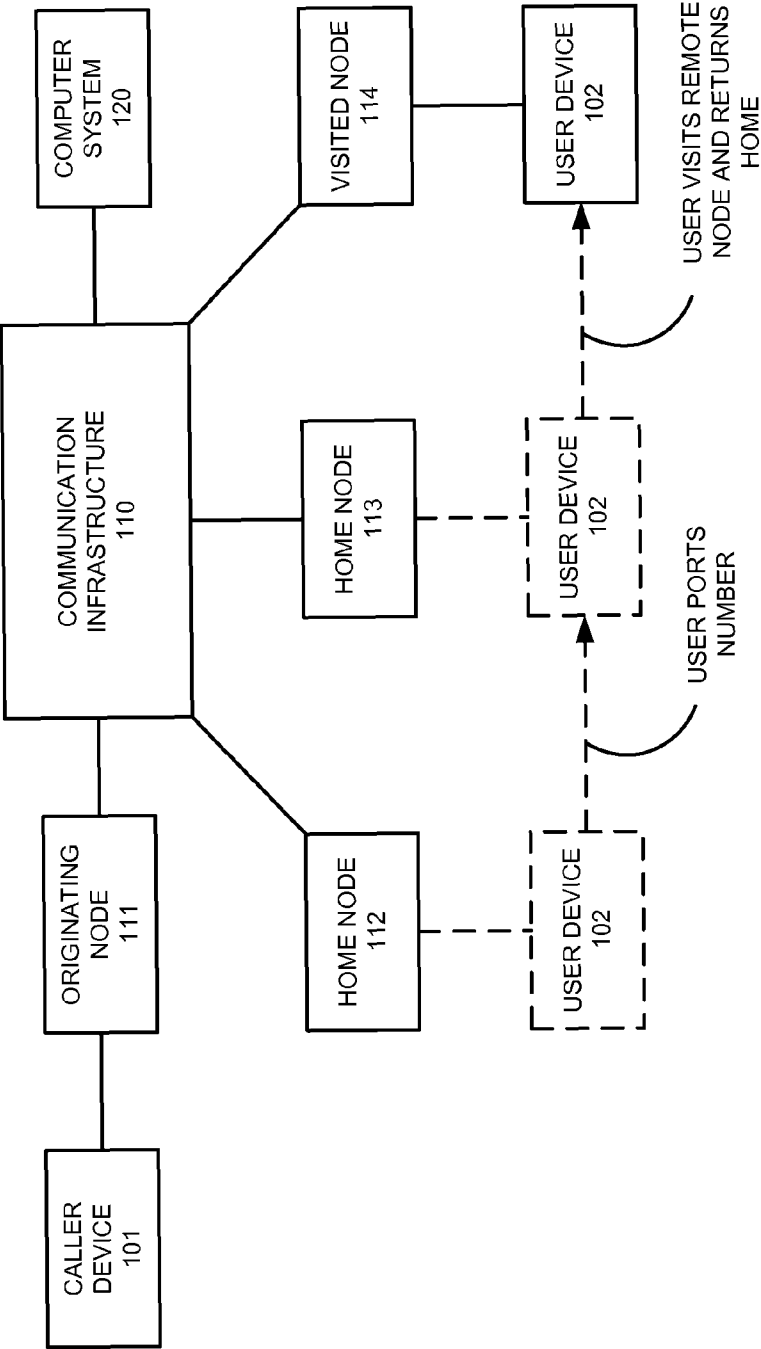 CALLER
DEVICE
101
ORIGINATING
NODE
111
COMMUNICATION
INFRASTRUCTURE
110
COMPUTER
SYSTEM
120
HOME NODE
112
HOME NODE
113
VISITED NODE
114
USER DEVICE
102
USER DEVICE
102
USER DEVICE
102
USER PORTS
NUMBER
USER VISITS REMOTE
NODE AND RETURNS
HOME